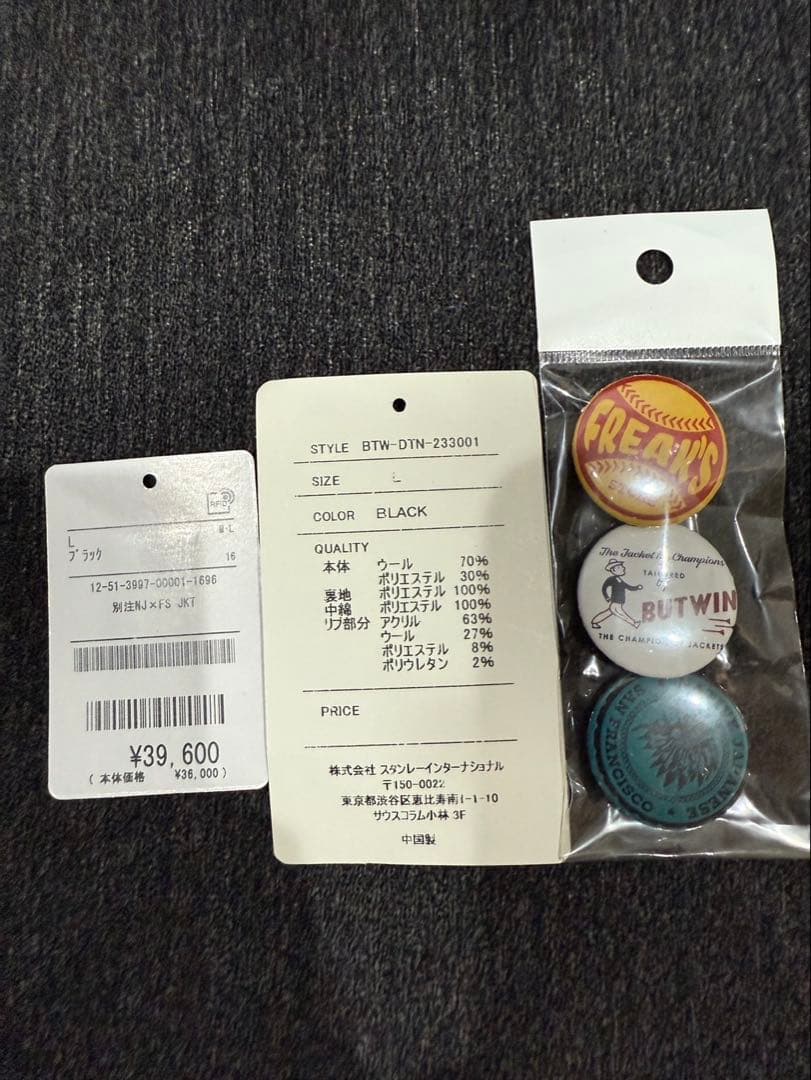 RFID
M-L
L
ブラック 16
12-51-3997-00001-1696
別注NJ×FS JKT
¥39,600
( 本体価格 ¥36,000 )
STYLE BTW-DTN-233001
SIZE L
COLOR BLACK
QUALITY
本体 ウール 70%
ポリエステル 30%
裏地 ポリエステル 100%
中綿 ポリエステル 100%
リブ部分 アクリル 63%
ウール 27%
ポリエステル 8%
ポリウレタン 2%
PRICE
株式会社 スタンレーインターナショナル
〒150-0022
東京都渋谷区恵比寿南1-1-10
サウスコラム小林 3F
中国製
FREAK'S
The Jacket Champions
TAILORED
by
BUTWIN
THE CHAMPION JACKETS
SAN FRANCISCO
JAPANESE